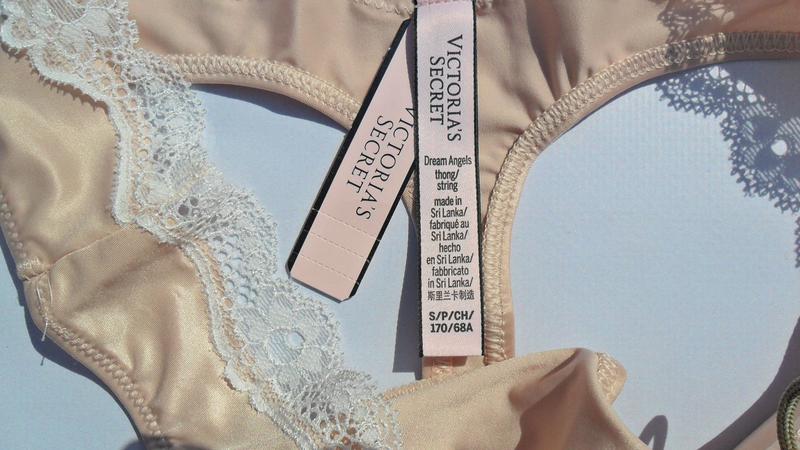 VICTORIA'S
SECRET
VICTORIA'S
SECRET
Dream Angels
thong/
string
made in
Sri Lanka/
fabriqué au
Sri Lanka/
hecho
en Sri Lanka/
fabbricato
in Sri Lanka/
斯里兰卡制造
S/P/CH/
170/68A